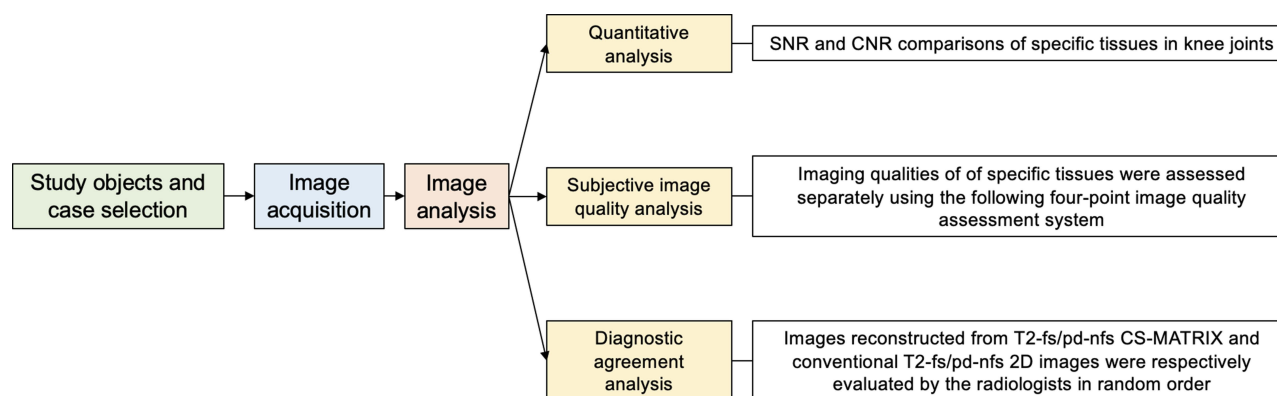 Study objects and
case selection
Image
acquisition
Image
analysis
Quantitative
analysis
SNR and CNR comparisons of specific tissues in knee joints
Subjective image
quality analysis
Imaging qualities of of specific tissues were assessed
separately using the following four-point image quality
assessment system
Diagnostic
agreement
analysis
Images reconstructed from T2-fs/pd-nfs CS-MATRIX and
conventional T2-fs/pd-nfs 2D images were respectively
evaluated by the radiologists in random order